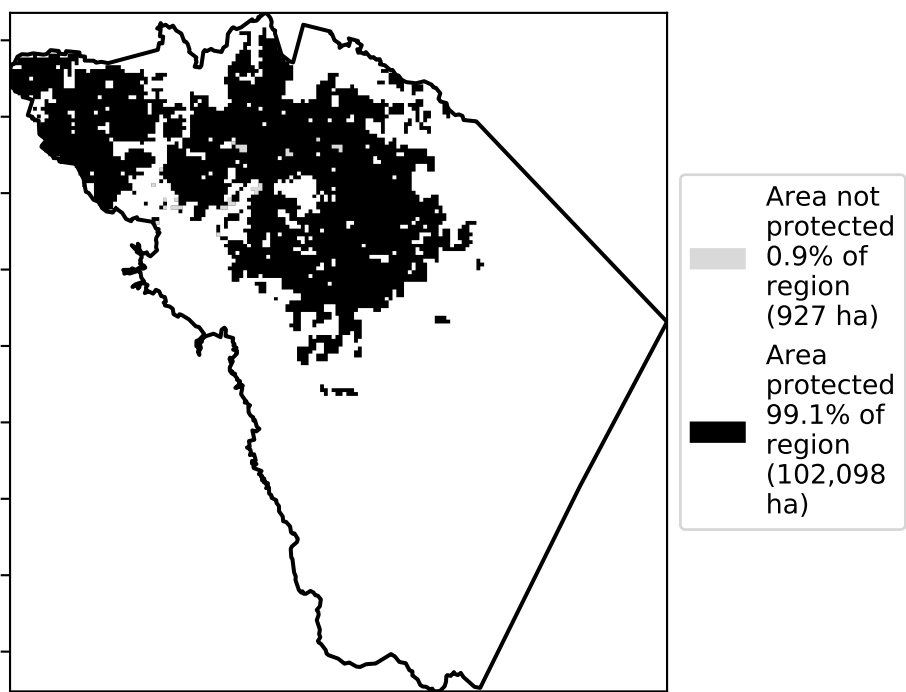 Area not
protected
0.9% of
region
(927 ha)
Area
protected
99.1% of
region
(102,098
ha)